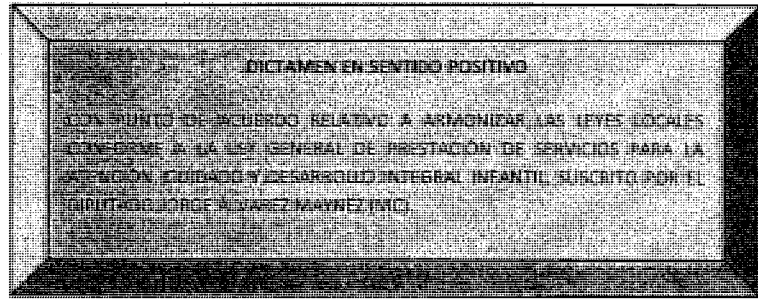 DICTAMEN EN SENTIDO POSITIVO
CON PUNTO DE ACUERDO RELATIVO A ARMONIZAR LAS LEYES LOCALES
CONFORME A LA LEY GENERAL DE PRESTACIÓN DE SERVICIOS PARA LA
ATENCIÓN, CUIDADO Y DESARROLLO INTEGRAL INFANTIL, SUSCRITO POR EL
DIPUTADO JORGE ÁLVAREZ MAYNEZ (MC)